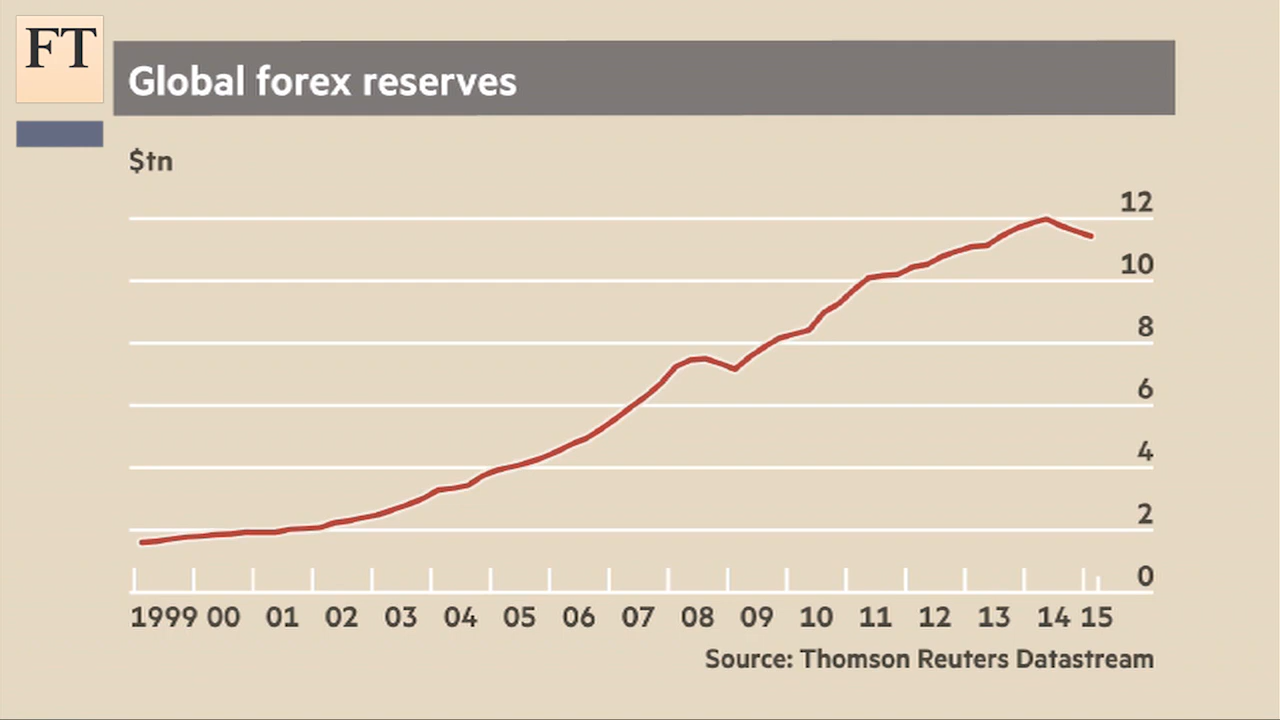 FT
Global forex reserves
$tn
12
10
8
6
4
2
0
1999 00 01 02 03 04 05 06 07 08 09 10 11 12 13 14 15
Source: Thomson Reuters Datastream